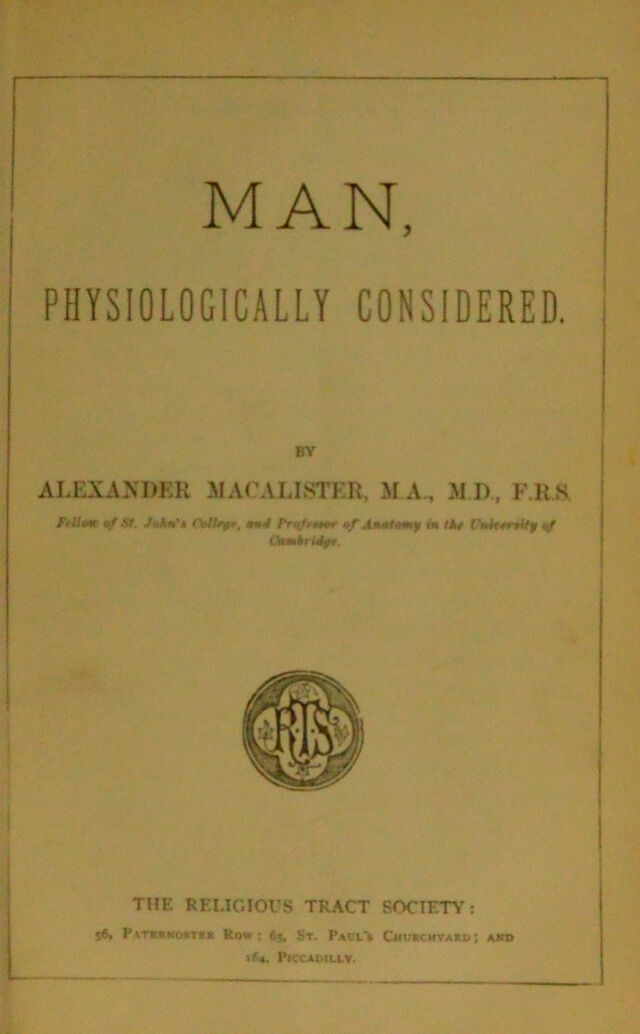 MAN,
PHYSIOLOGICALLY CONSIDERED.
BY
ALEXANDER MACALISTER, M.A., M.D., F.R.S.
Fellow of St. John's College, and Professor of Anatomy in the University of
Cambridge.
RTS
THE RELIGIOUS TRACT SOCIETY:
56, PATERNOSTER ROW: 65, ST. PAUL'S CHURCHYARD; AND
164, PICCADILLY.